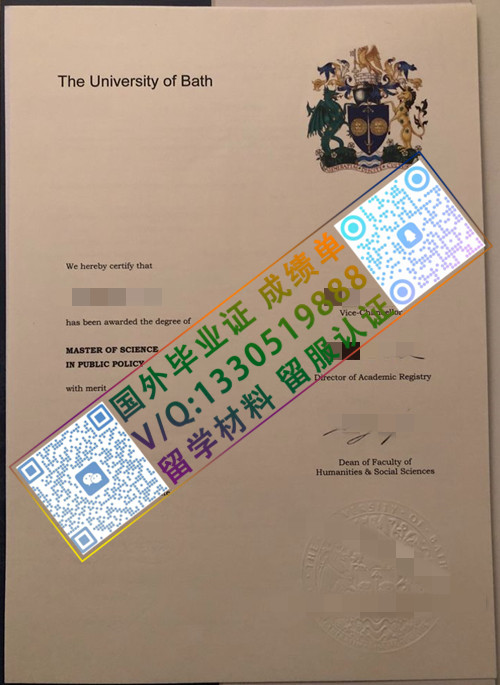 The University of Bath
We hereby certify that
has been awarded the degree of
MASTER OF SCIENCE
IN PUBLIC POLICY
with merit
Vice-Chancellor
Director of Academic Registry
Dean of Faculty of
Humanities & Social Sciences
国外毕业证 成绩单
V/Q:1330519888
留学材料 留服认证